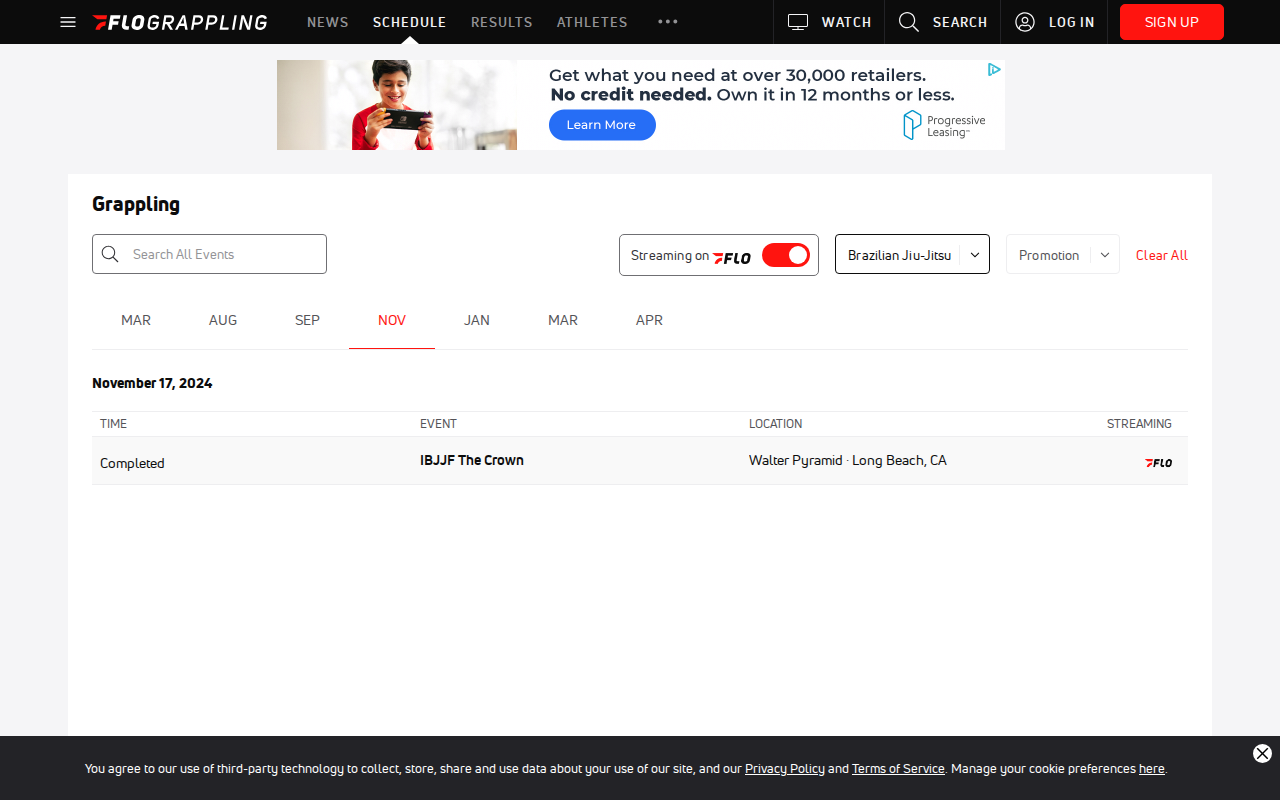 FLOGRAPPLING NEWS SCHEDULE RESULTS ATHLETES WATCH SEARCH LOG IN SIGN UP
Get what you need at over 30,000 retailers.
No credit needed. Own it in 12 months or less.
Learn More
Progressive
Leasing
Grappling
Search All Events
Streaming on FLO
Brazilian Jiu-Jitsu
Promotion
Clear All
MAR AUG SEP NOV JAN MAR APR
November 17, 2024
TIME EVENT LOCATION STREAMING
Completed IBJJF The Crown Walter Pyramid · Long Beach, CA FLO
You agree to our use of third-party technology to collect, store, share and use data about your use of our site, and our Privacy Policy and Terms of Service. Manage your cookie preferences here.